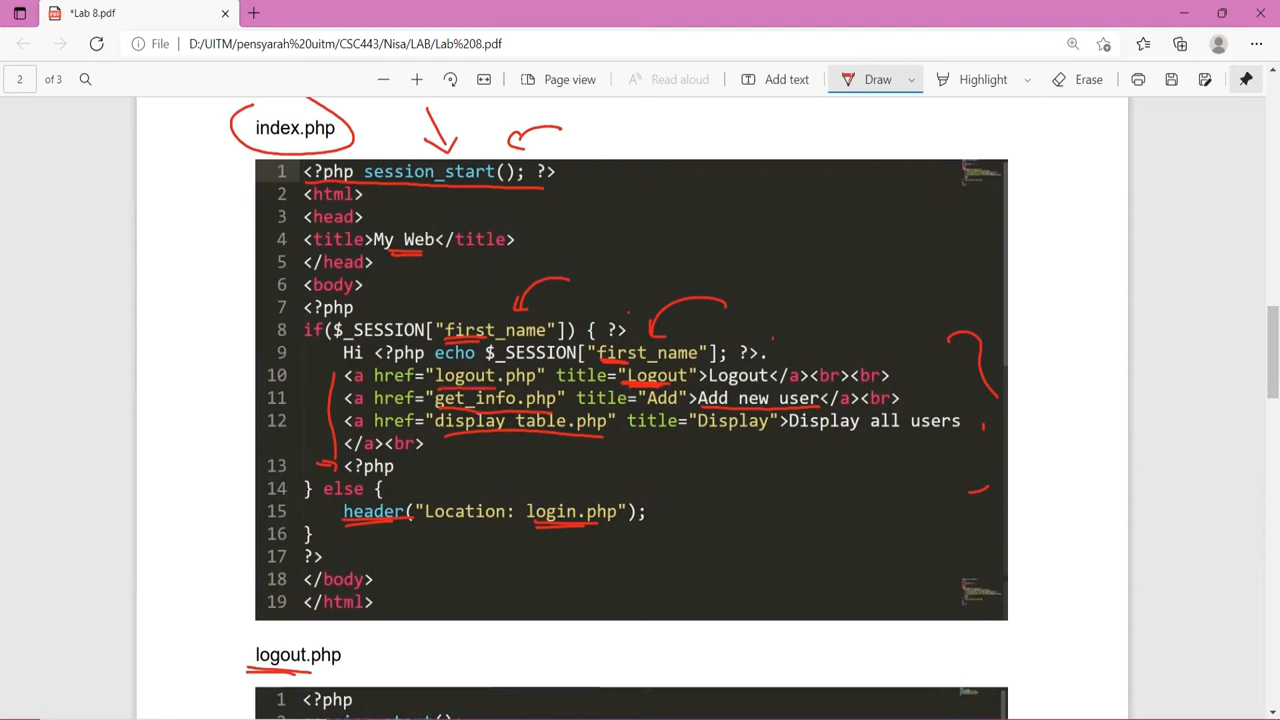 *Lab 8.pdf
File D:/UITM/pensyarah%20uitm/CSC443/Nisa/LAB/Lab%208.pdf
2 of 3 Page view Read aloud Add text Draw Highlight Erase
index.php
1 <?php session_start(); ?>
2 <html>
3 <head>
4 <title>My Web</title>
5 </head>
6 <body>
7 <?php
8 if($_SESSION["first_name"]) { ?>
9 Hi <?php echo $_SESSION["first_name"]; ?>.
10 <a href="logout.php" title="Logout">Logout</a><br><br>
11 <a href="get_info.php" title="Add">Add new user</a><br>
12 <a href="display_table.php" title="Display">Display all users
</a><br>
13 <?php
14 } else {
15 header("Location: login.php");
16 }
17 ?>
18 </body>
19 </html>
logout.php
1 <?php